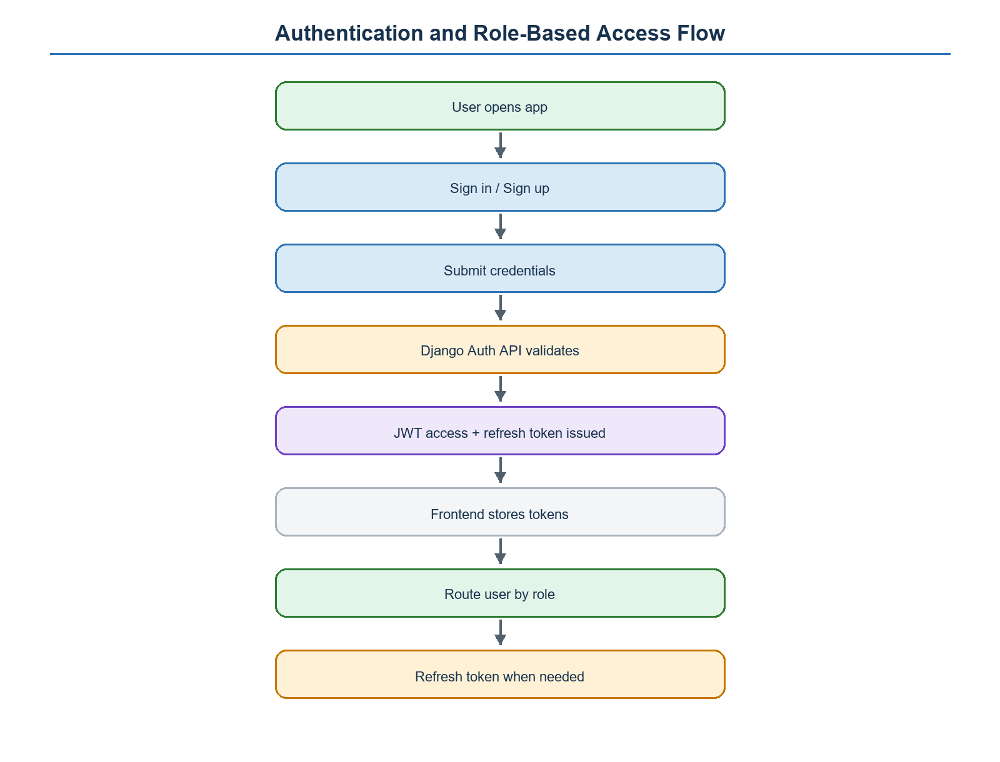 Authentication and Role-Based Access Flow
User opens app
Sign in / Sign up
Submit credentials
Django Auth API validates
JWT access + refresh token issued
Frontend stores tokens
Route user by role
Refresh token when needed